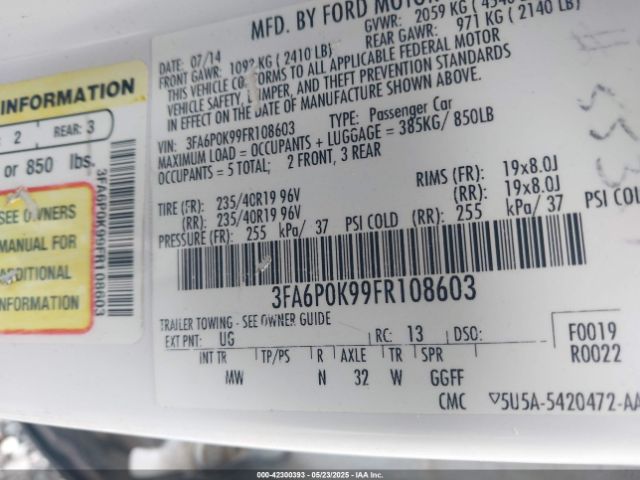 MFD. BY FORD MOTOR
DATE: 07/14
GVWR: 2059 KG
FRONT GAWR: 1092 KG (2410 LB)
REAR GAWR: 971 KG (2140 LB)
THIS VEHICLE CONFORMS TO ALL APPLICABLE FEDERAL MOTOR
VEHICLE SAFETY, BUMPER, AND THEFT PREVENTION STANDARDS
IN EFFECT ON THE DATE OF MANUFACTURE SHOWN ABOVE.
VIN: 3FA6P0K99FR108603
TYPE: Passenger Car
MAXIMUM LOAD = OCCUPANTS + LUGGAGE = 385KG/ 850LB
OCCUPANTS = 5 TOTAL; 2 FRONT, 3 REAR
TIRE (FR): 235/40R19 96V
RIMS (FR): 19x8.0J
(RR): 235/40R19 96V
(RR): 19x8.0J
PRESSURE (FR): 255 kPa/ 37 PSI COLD (RR): 255 kPa/ 37 PSI COLD
3FA6P0K99FR108603
TRAILER TOWING - SEE OWNER GUIDE
EXT PNT: UG RC: 13 DSO:
F0019
R0022
INT TR TP/PS R AXLE TR SPR
MW N 32 W GGFF
CMC ▽5U5A-5420472-AA
INFORMATION
2 REAR: 3
or 850 lbs.
SEE OWNERS
MANUAL FOR
ADDITIONAL
INFORMATION
3FA6P0K99FR108603
00-42300393 - 05/23/2025 - IAAI Inc. Copyright